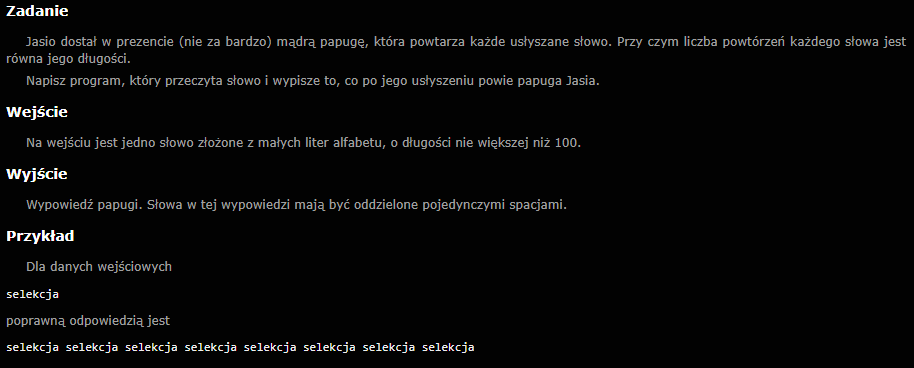 Zadanie
Jasio dostał w prezencie (nie za bardzo) mądrą papugę, która powtarza każde usłyszane słowo. Przy czym liczba powtórzeń każdego słowa jest
równa jego długości.
Napisz program, który przeczyta słowo i wypisze to, co po jego usłyszeniu powie papuga Jasia.
Wejście
Na wejściu jest jedno słowo złożone z małych liter alfabetu, o długości nie większej niż 100.
Wyjście
Wypowiedź papugi. Słowa w tej wypowiedzi mają być oddzielone pojedynczymi spacjami.
Przykład
Dla danych wejściowych
selekcja
poprawną odpowiedzią jest
selekcja selekcja selekcja selekcja selekcja selekcja selekcja selekcja